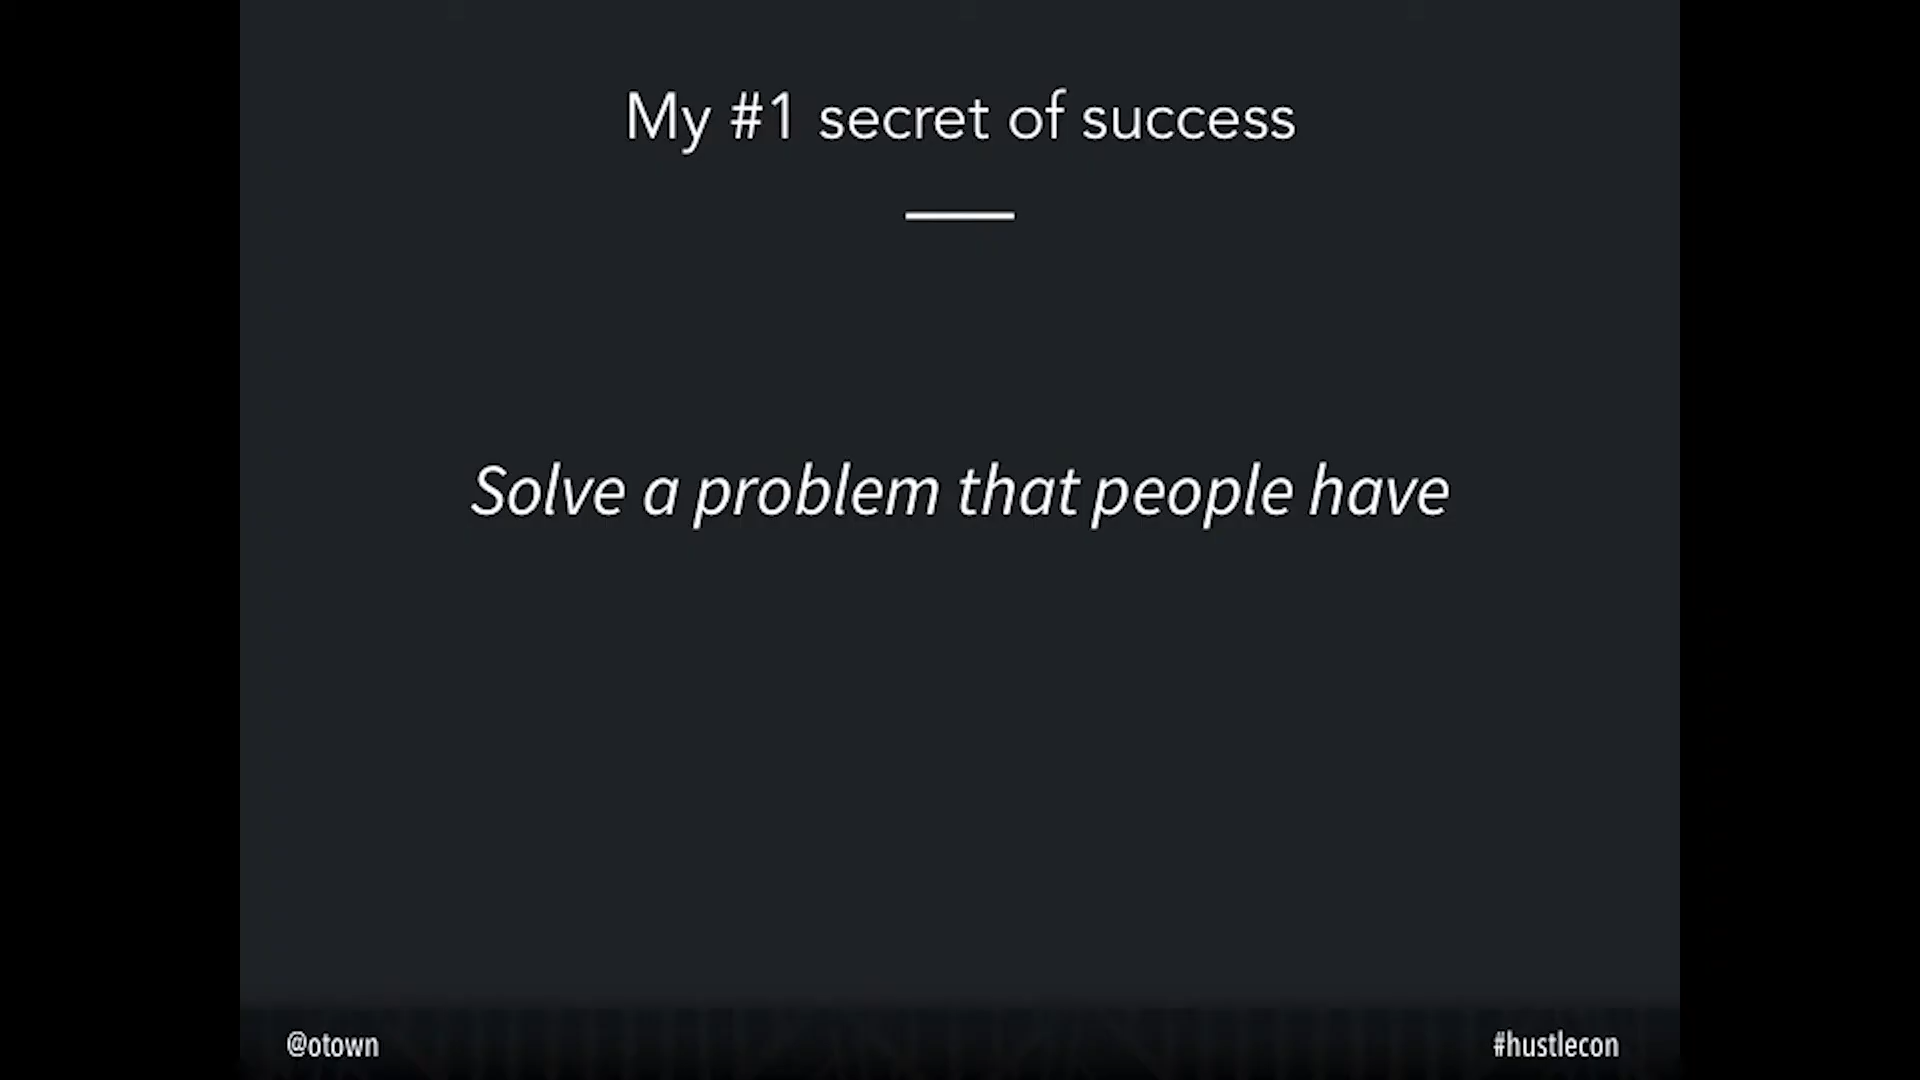 My #1 secret of success
Solve a problem that people have
@otown
#hustlecon